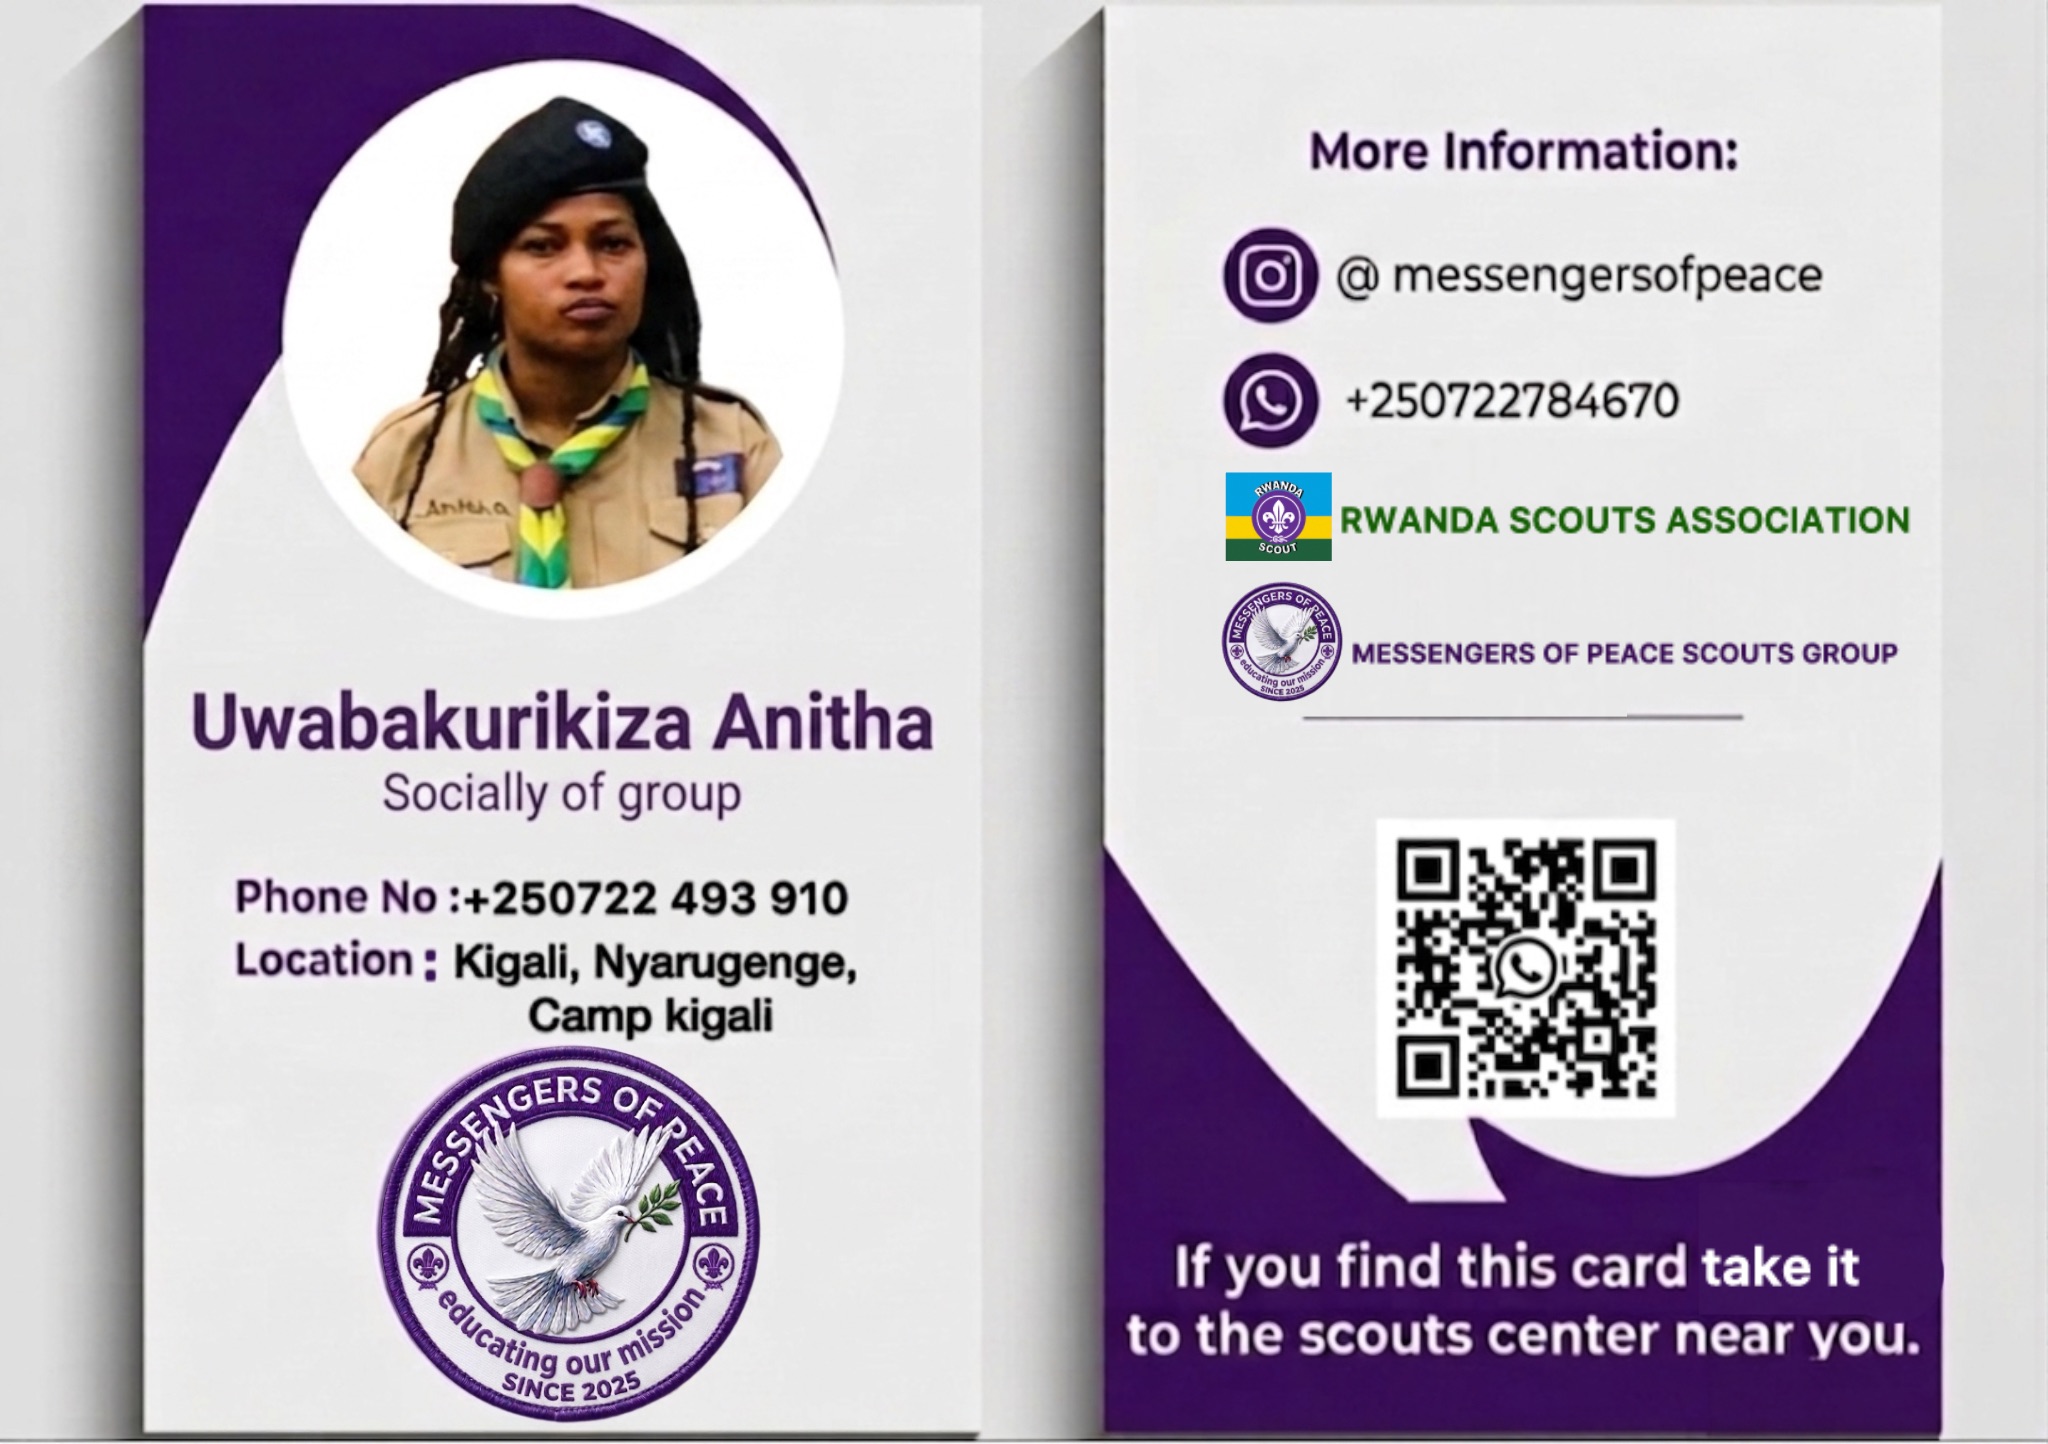 Anitha
Uwabakurikiza Anitha
Socially of group
Phone No :+250722 493 910
Location : Kigali, Nyarugenge,
Camp kigali
MESSENGERS OF PEACE
educating our mission
SINCE 2025
More Information:
@ messengersofpeace
+250722784670
RWANDA
SCOUT
RWANDA SCOUTS ASSOCIATION
MESSENGERS OF PEACE
educating our mission
SINCE 2025
MESSENGERS OF PEACE SCOUTS GROUP
If you find this card take it
to the scouts center near you.